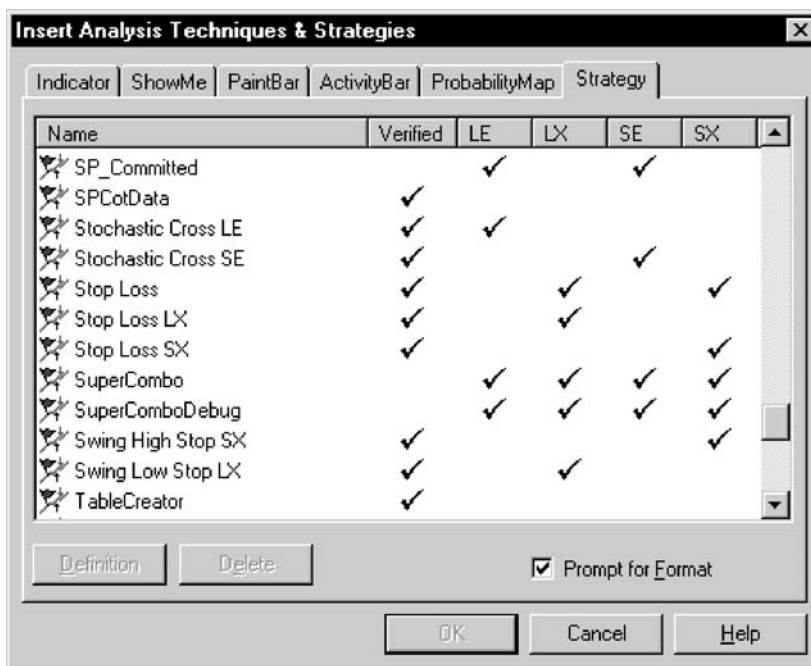 Insert Analysis Techniques & Strategies
Indicator ShowMe PaintBar ActivityBar ProbabilityMap Strategy
Name Verified LE LX SE SX
SP_Committed
SPCotData
Stochastic Cross LE
Stochastic Cross SE
Stop Loss
Stop Loss LX
Stop Loss SX
SuperCombo
SuperComboDebug
Swing High Stop SX
Swing Low Stop LX
TableCreator
Definition Delete Prompt for Format
OK Cancel Help